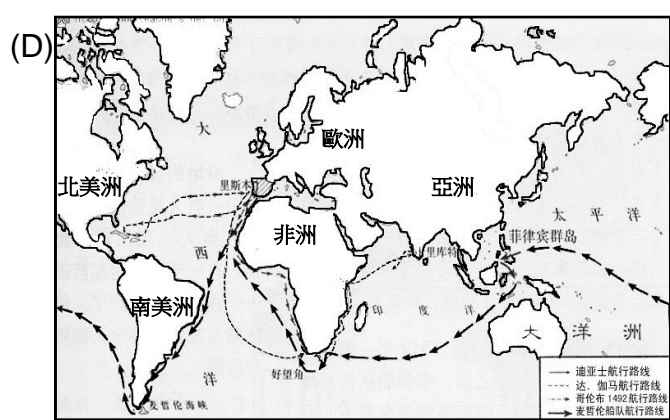 (D)
大
歐洲
北美洲
里斯本
亞洲
太 平 洋
非洲
卡里库特
菲律宾群岛
西
南美洲
印 度 洋
大 洋 洲
洋
好望角
麦哲伦海峡
迪亚士航行路线
达．伽马航行路线
哥伦布1492航行路线
麦哲伦船队航行路线